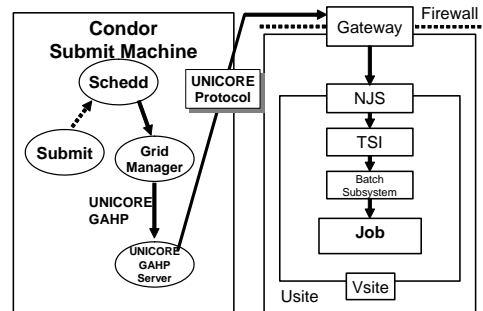 Condor
Submit Machine
Schedd
Submit
Grid
Manager
UNICORE
GAHP
UNICORE
GAHP
Server
UNICORE
Protocol
Gateway
Firewall
NJS
TSI
Batch
Subsystem
Job
Vsite
Usite